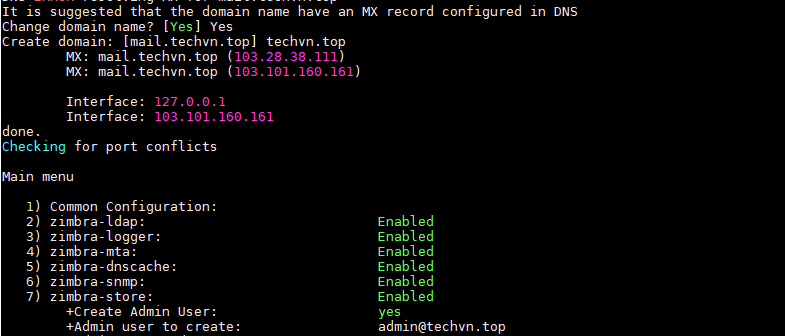 It is suggested that the domain name have an MX record configured in DNS
Change domain name? [Yes] Yes
Create domain: [mail.techvn.top] techvn.top
MX: mail.techvn.top (103.28.38.111)
MX: mail.techvn.top (103.101.160.161)
Interface: 127.0.0.1
Interface: 103.101.160.161
done.
Checking for port conflicts
Main menu
1) Common Configuration:
2) zimbra-ldap: Enabled
3) zimbra-logger: Enabled
4) zimbra-mta: Enabled
5) zimbra-dnscache: Enabled
6) zimbra-snmp: Enabled
7) zimbra-store: Enabled
+Create Admin User: yes
+Admin user to create: admin@techvn.top